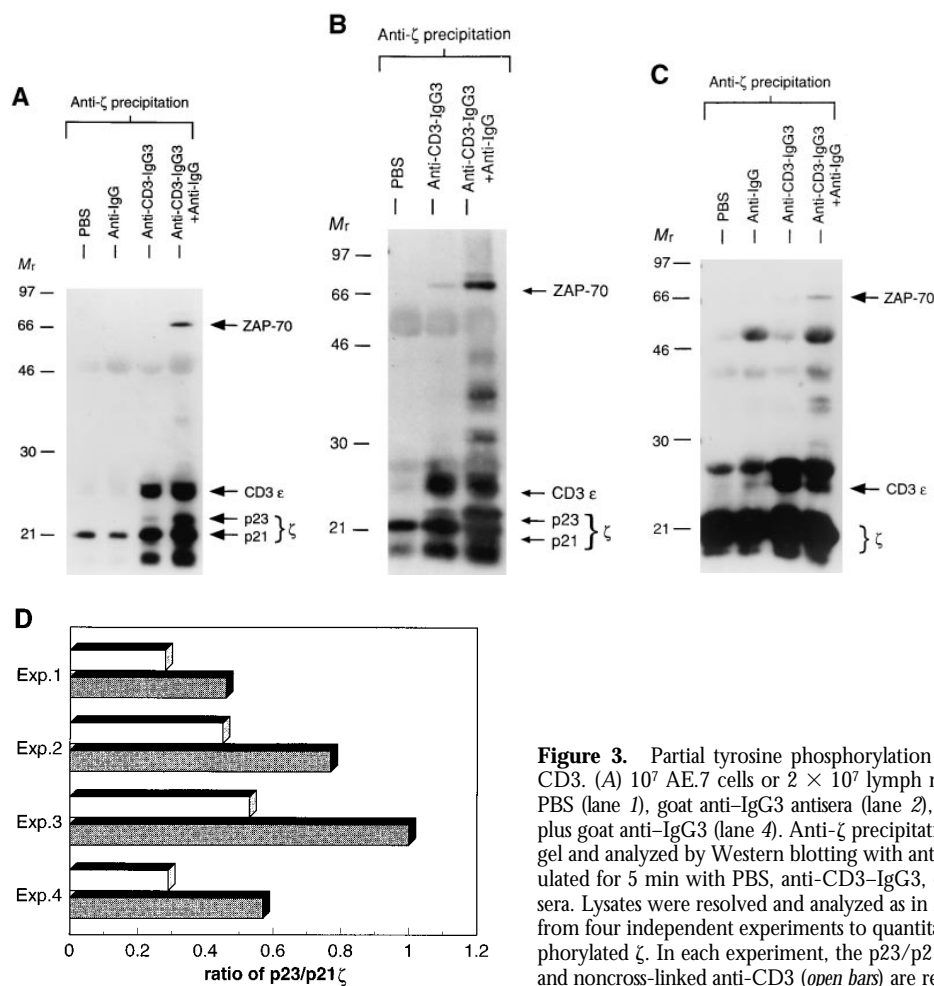 A
Anti-ζ precipitation
PBS
Anti-IgG
Anti-CD3-IgG3
Anti-CD3-IgG3
+Anti-IgG
Mr
97
66
46
30
21
ZAP-70
CD3 ε
p23
p21
} ζ
B
Anti-ζ precipitation
PBS
Anti-CD3-IgG3
Anti-CD3-IgG3
+Anti-IgG
Mr
97
66
46
30
21
ZAP-70
CD3 ε
p23
p21
} ζ
C
Anti-ζ precipitation
PBS
Anti-IgG
Anti-CD3-IgG3
Anti-CD3-IgG3
+Anti-IgG
Mr
97
66
46
30
21
ZAP-70
CD3 ε
} ζ
D
Exp.1
Exp.2
Exp.3
Exp.4
0 0.2 0.4 0.6 0.8 1 1.2
ratio of p23/p21ζ
Figure 3. Partial tyrosine phosphorylation
CD3. (A) 10⁷ AE.7 cells or 2 × 10⁷ lymph
PBS (lane 1), goat anti–IgG3 antisera (lane 2),
plus goat anti–IgG3 (lane 4). Anti-ζ precipitati
gel and analyzed by Western blotting with ant
ulated for 5 min with PBS, anti-CD3–IgG3,
sera. Lysates were resolved and analyzed as in
from four independent experiments to quantita
phorylated ζ. In each experiment, the p23/p2
and noncross-linked anti-CD3 (open bars) are re